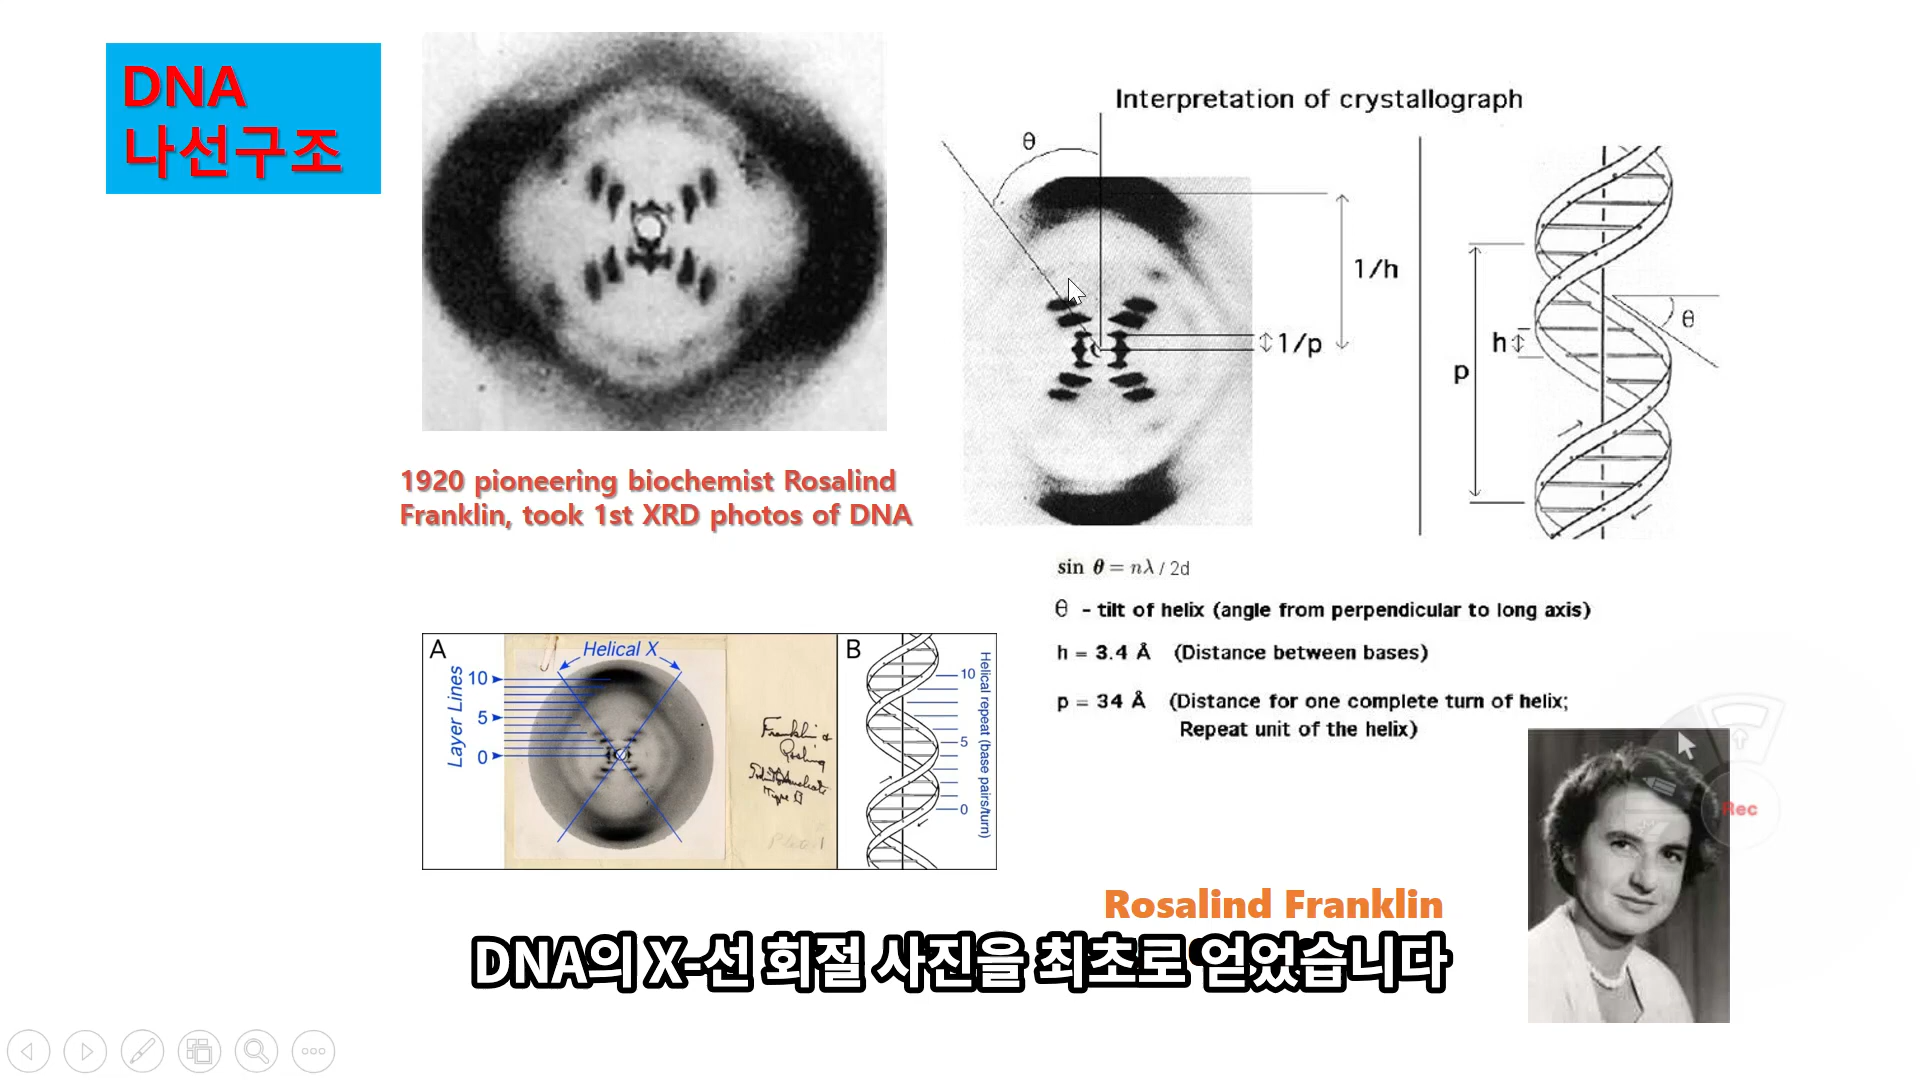 DNA
나선구조
1920 pioneering biochemist Rosalind
Franklin, took 1st XRD photos of DNA
Interpretation of crystallograph
θ
1/h
1/p
p
h
θ
sin θ = nλ / 2d
θ - tilt of helix (angle from perpendicular to long axis)
h = 3.4 Å (Distance between bases)
p = 34 Å (Distance for one complete turn of helix;
Repeat unit of the helix)
A
Helical X
Layer Lines
10
5
0
Franklin &
Type B
B
10
5
0
Helical repeat (base pairs/turn)
Rec
Rosalind Franklin
DNA의 X-선 회절 사진을 최초로 얻었습니다